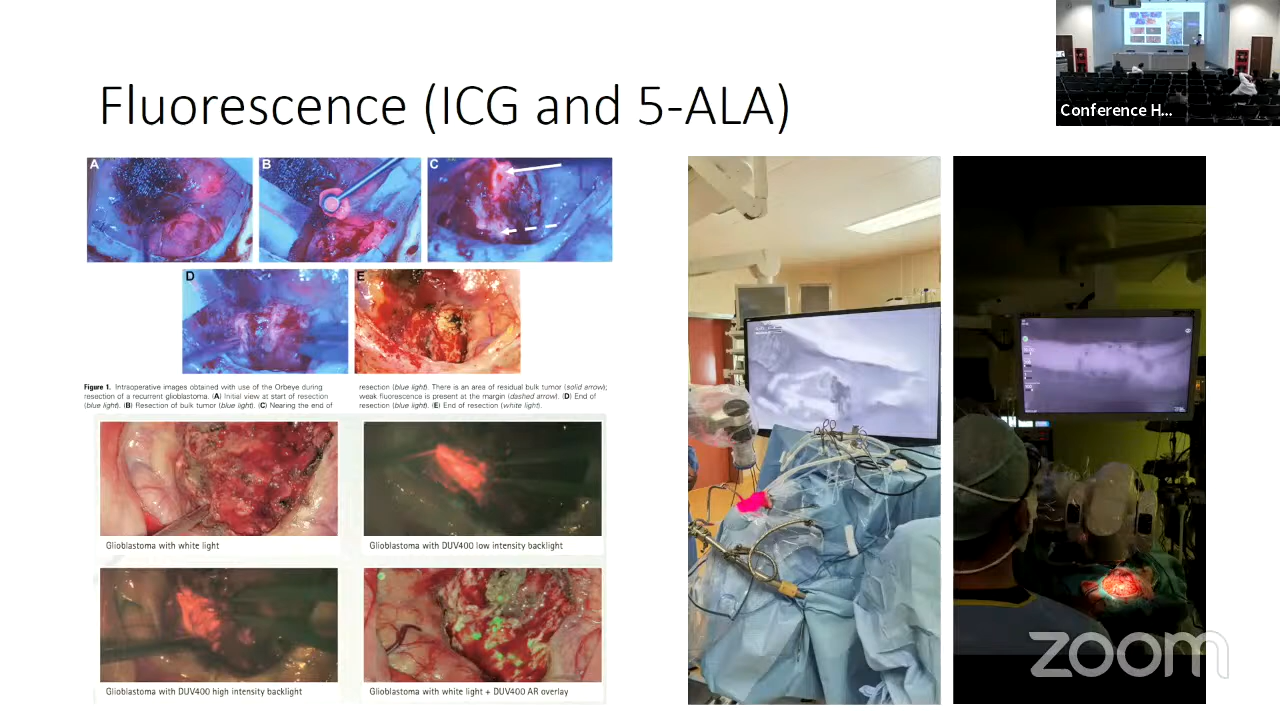 Conference H...
Fluorescence (ICG and 5-ALA)
A
B
C
D
E
Figure 1. Intraoperative images obtained with use of the Orbeye during
resection of a recurrent glioblastoma. (A) Initial view at start of resection
(blue light). (B) Resection of bulk tumor (blue light). (C) Nearing the end of
resection (blue light). There is an area of residual bulk tumor (solid arrow);
weak fluorescence is present at the margin (dashed arrow). (D) End of
resection (blue light). (E) End of resection (white light).
Glioblastoma with white light
Glioblastoma with DUV400 low intensity backlight
Glioblastoma with DUV400 high intensity backlight
Glioblastoma with white light + DUV400 AR overlay
zoom